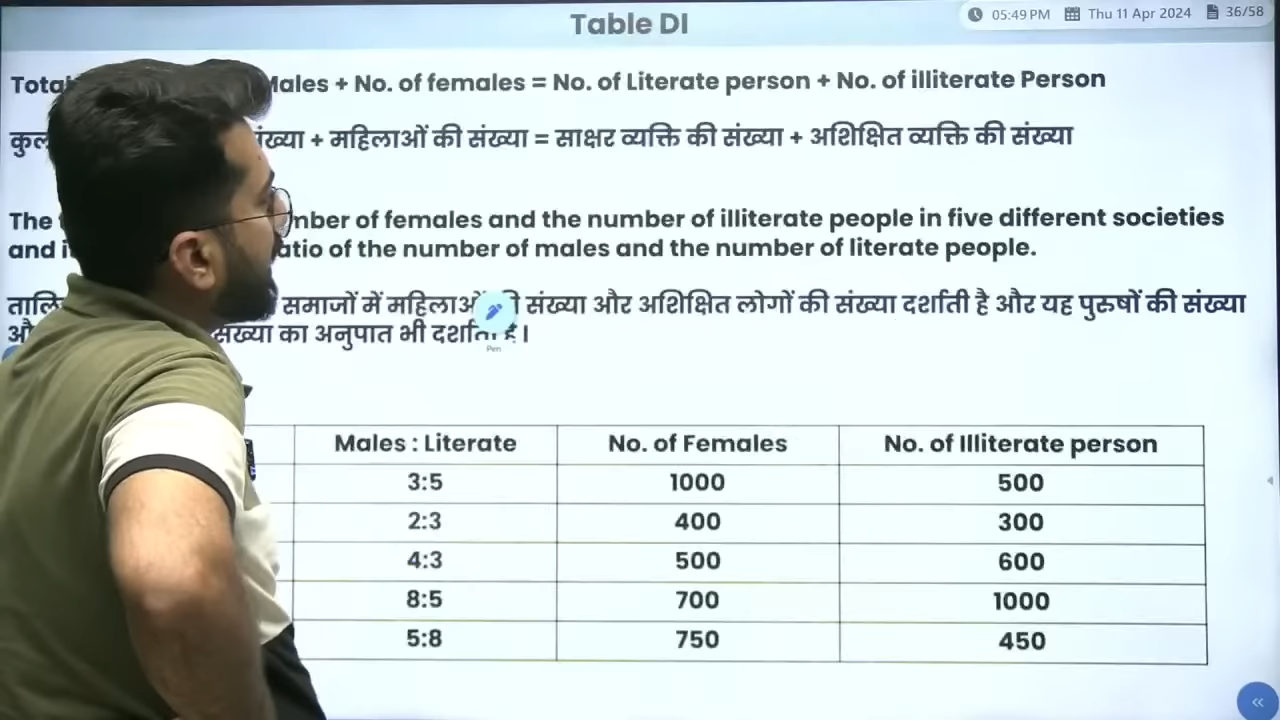 Table DI
05:49 PM Thu 11 Apr 2024 36/58
Males + No. of females = No. of Literate person + No. of illiterate Person
+ महिलाओं की संख्या = साक्षर व्यक्ति की संख्या + अशिक्षित व्यक्ति की संख्या
The of females and the number of illiterate people in five different societies
and of the number of males and the number of literate people.
समाजों में महिलाओं संख्या और अशिक्षित लोगों की संख्या दर्शाती है और यह पुरुषों की संख्या
संख्या का अनुपात भी दर्शाता है।
Pen
Males : Literate No. of Females No. of Illiterate person
3:5 1000 500
2:3 400 300
4:3 500 600
8:5 700 1000
5:8 750 450
«